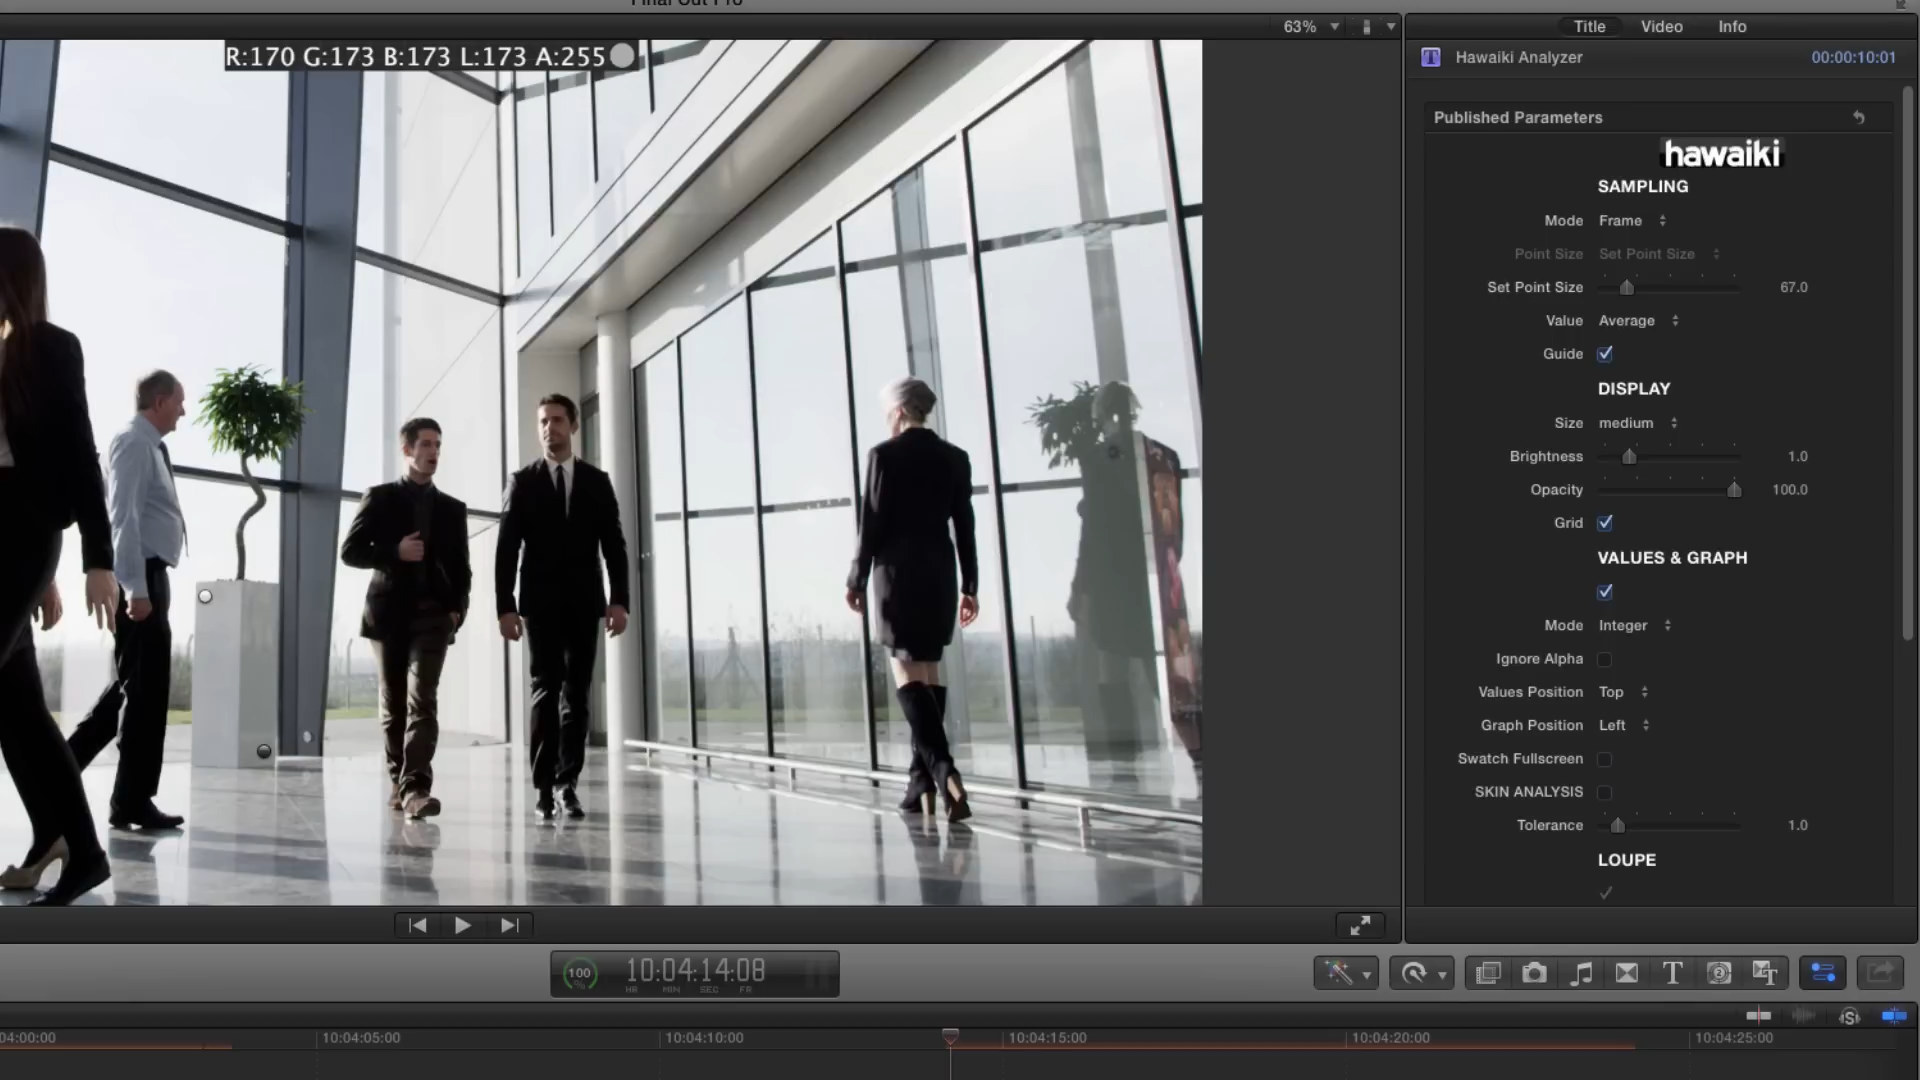 Final Cut Pro
63%
Title Video Info
R:170 G:173 B:173 L:173 A:255
Hawaiki Analyzer 00:00:10:01
Published Parameters
hawaiki
SAMPLING
Mode Frame
Point Size Set Point Size
Set Point Size 67.0
Value Average
Guide
DISPLAY
Size medium
Brightness 1.0
Opacity 100.0
Grid
VALUES & GRAPH
Mode Integer
Ignore Alpha
Values Position Top
Graph Position Left
Swatch Fullscreen
SKIN ANALYSIS
Tolerance 1.0
LOUPE
100 %
10:04:14:08
HR MIN SEC FR
04:00:00 10:04:05:00 10:04:10:00 10:04:15:00 10:04:20:00 10:04:25:00